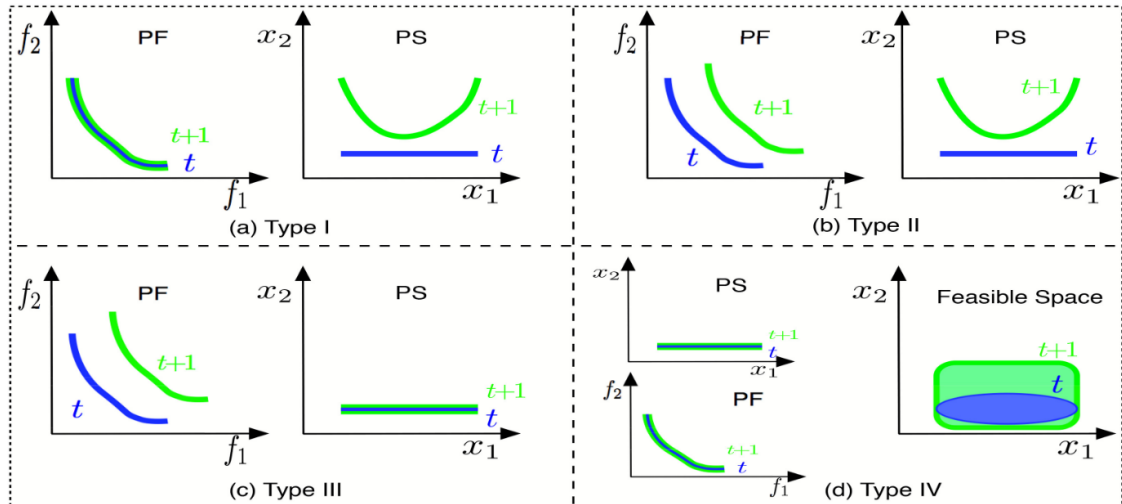 f₂
PF
t+1
t
f₁
x₂
PS
t+1
t
x₁
(a) Type I
f₂
PF
t+1
t
f₁
x₂
PS
t+1
t
x₁
(b) Type II
f₂
PF
t+1
t
f₁
x₂
PS
t+1
t
x₁
(c) Type III
x₂
PS
t+1
t
x₁
f₂
PF
t+1
t
f₁
x₂
Feasible Space
t+1
t
x₁
(d) Type IV